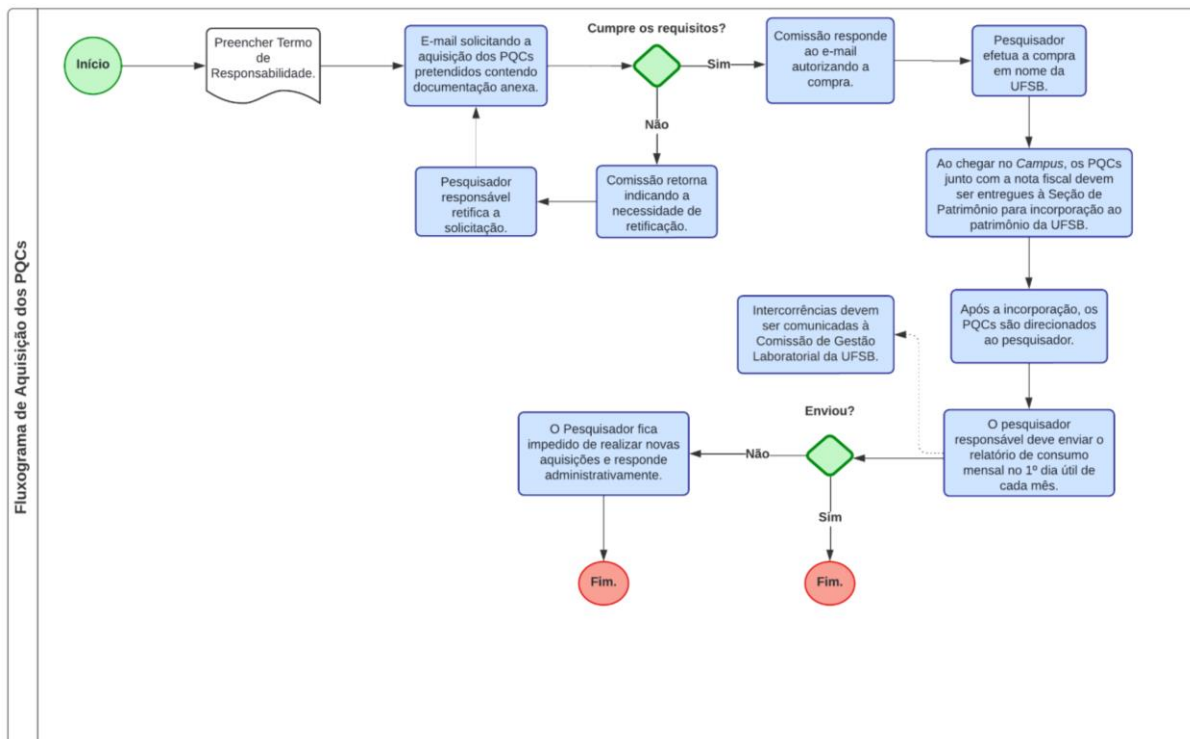 Fluxograma de Aquisição dos PQCs
Início
Preencher Termo
de
Responsabilidade.
E-mail solicitando a
aquisição dos PQCs
pretendidos contendo
documentação anexa.
Cumpre os requisitos?
Sim
Comissão responde
ao e-mail
autorizando a
compra.
Pesquisador
efetua a compra
em nome da
UFSB.
Não
Pesquisador
responsável
retifica a
solicitação.
Comissão retorna
indicando a
necessidade de
retificação.
Ao chegar no Campus, os PQCs
junto com a nota fiscal devem
ser entregues à Seção de
Patrimônio para incorporação ao
patrimônio da UFSB.
Intercorrências devem
ser comunicadas à
Comissão de Gestão
Laboratorial da UFSB.
Após a incorporação, os
PQCs são direcionados
ao pesquisador.
O Pesquisador fica
impedido de realizar novas
aquisições e responde
administrativamente.
Não
Enviou?
O pesquisador
responsável deve enviar o
relatório de consumo
mensal no 1º dia útil de
cada mês.
Sim
Fim.
Fim.